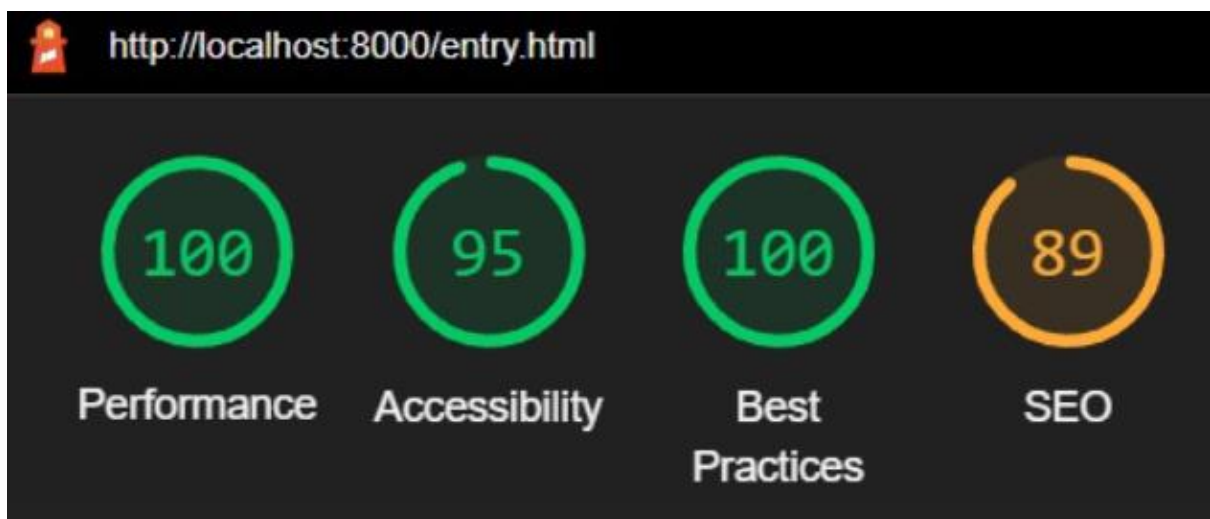 http://localhost:8000/entry.html
100
95
100
89
Performance
Accessibility
Best
Practices
SEO